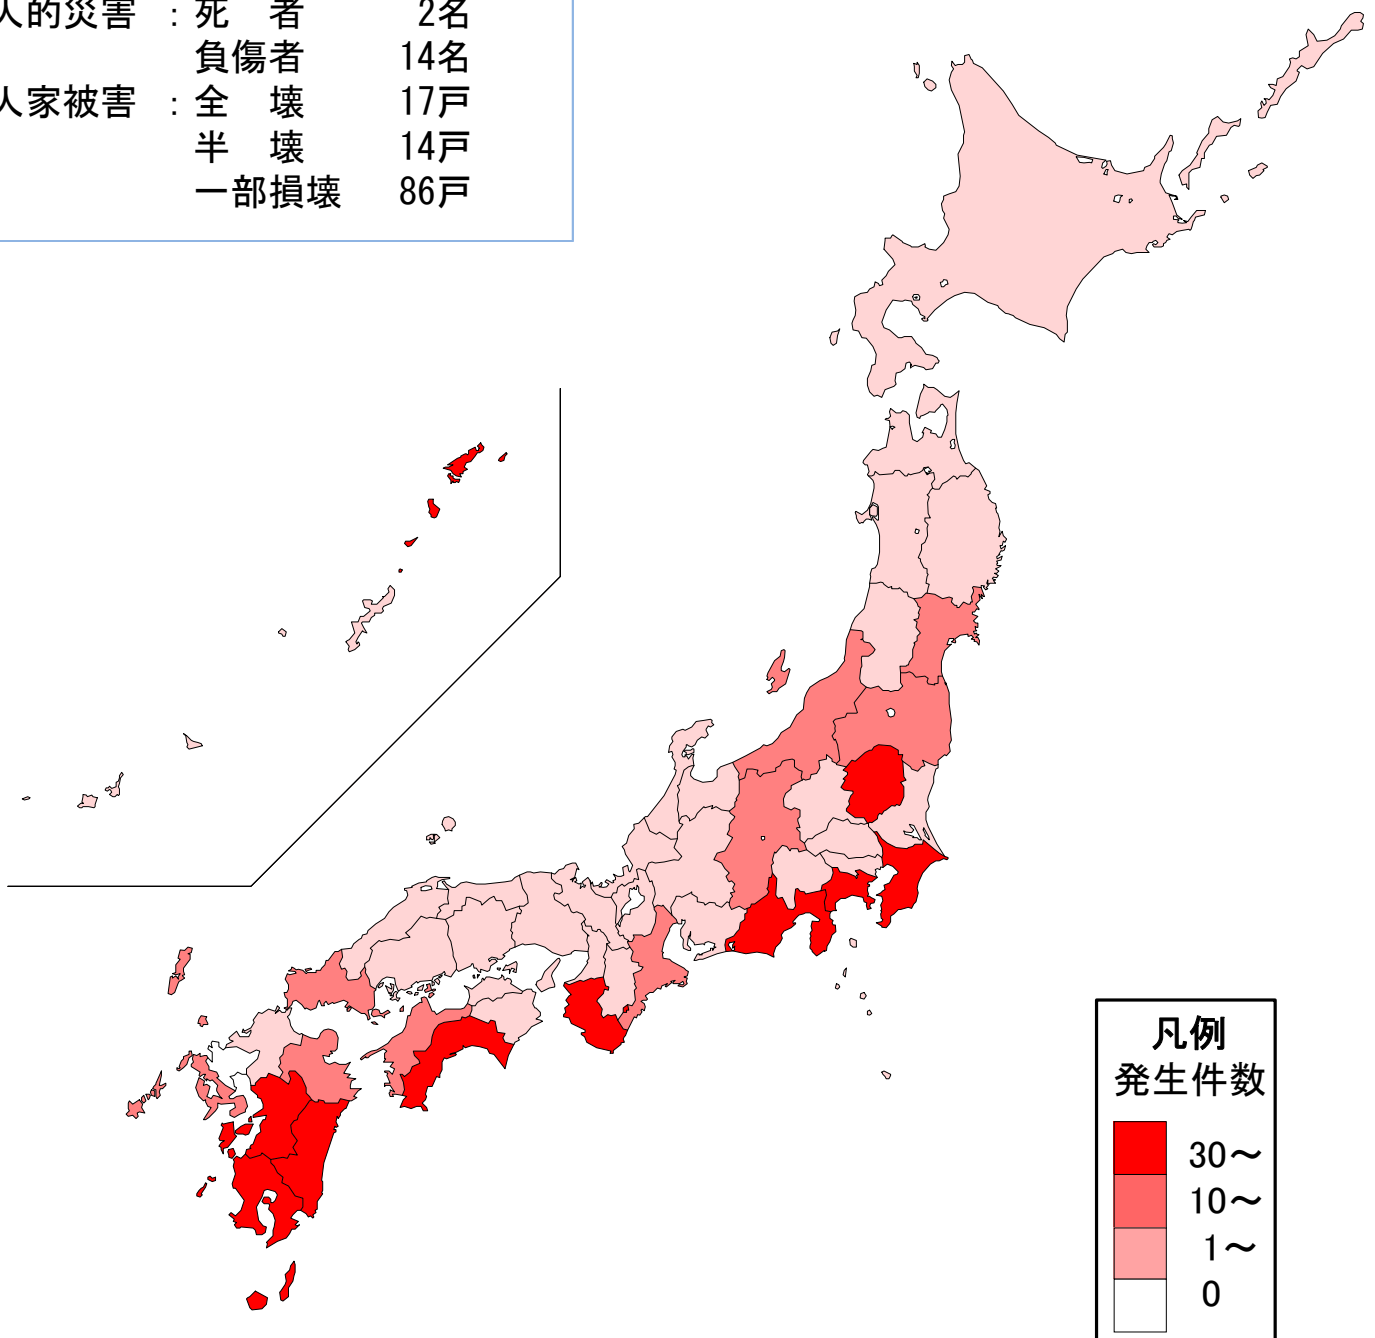 人的災害 ：死　者　2名
負傷者　14名
人家被害 ：全　壊　17戸
半　壊　14戸
一部損壊　86戸
凡例
発生件数
30～
10～
1～
0